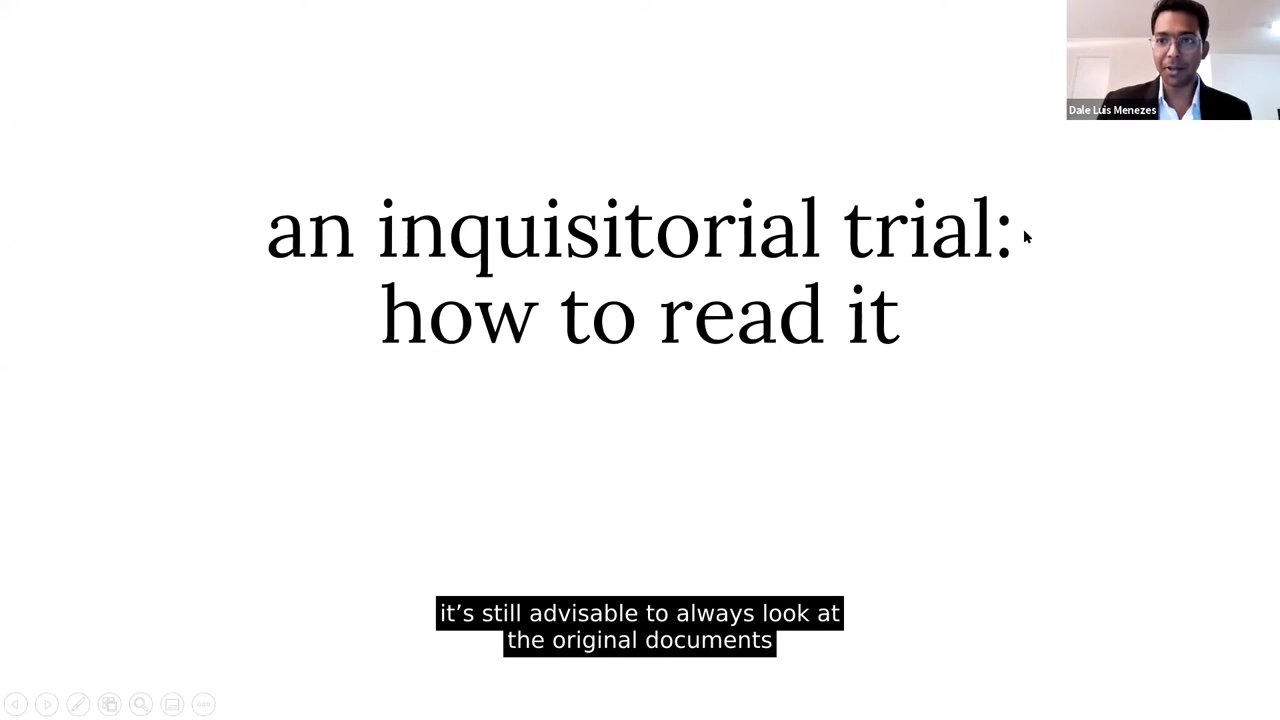 Dale Luis Menezes
an inquisitorial trial:
how to read it
it’s still advisable to always look at
the original documents